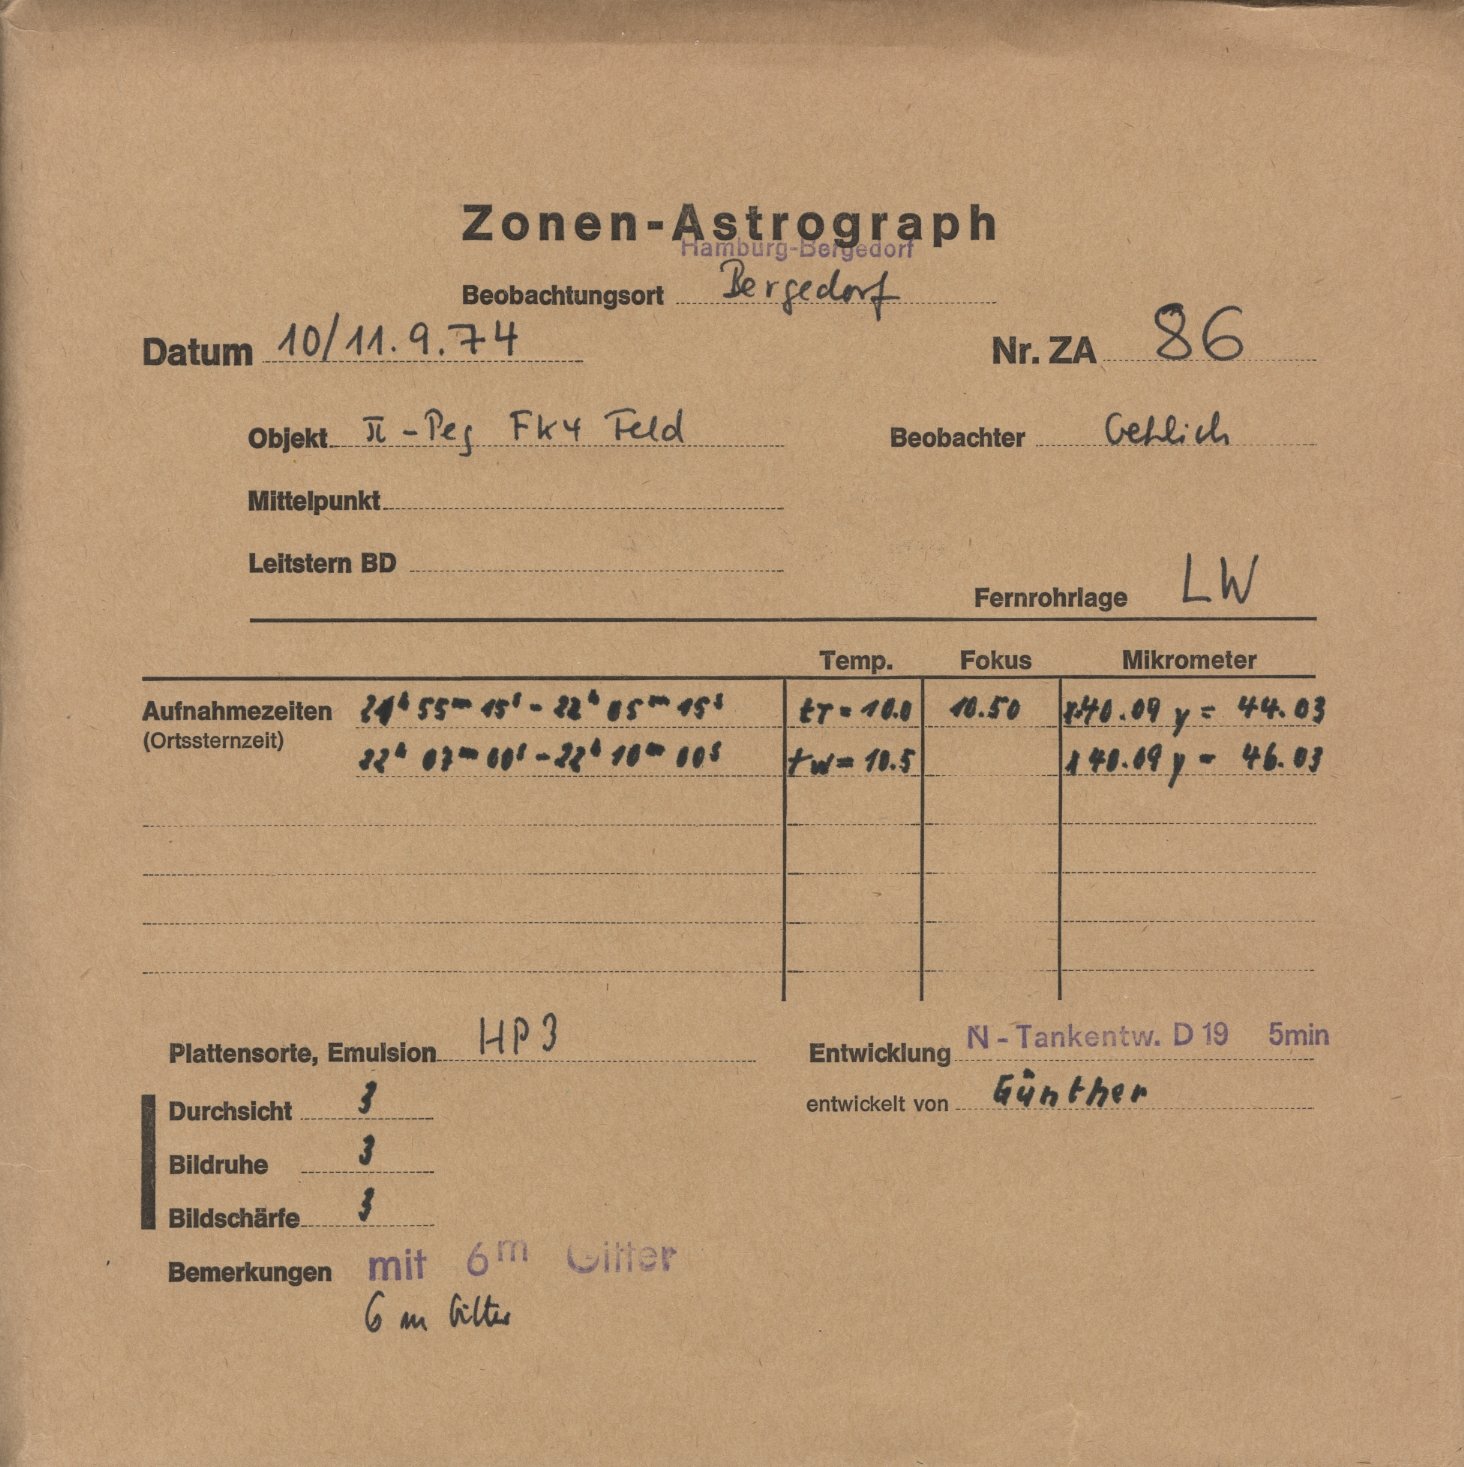 Zonen-Astrograph
Hamburg-Bergedorf
Beobachtungsort Bergedorf
Datum 10/11.9.74 Nr. ZA 86
Objekt π-Peg FK4 Feld Beobachter Oehlich
Mittelpunkt
Leitstern BD
Fernrohrlage LW
Temp. Fokus Mikrometer
Aufnahmezeiten 21h 55m 15s - 22h 05m 15s tr = 10.0 10.50 x 40.09 y = 44.03
(Ortssternzeit)
22h 07m 00s - 22h 10m 00s tw = 10.5 x 40.09 y = 46.03
Plattensorte, Emulsion HP3 Entwicklung N - Tankentw. D 19 5min
Durchsicht 3 entwickelt von Günther
Bildruhe 3
Bildschärfe 3
Bemerkungen mit 6m Gitter
6 m Gitter